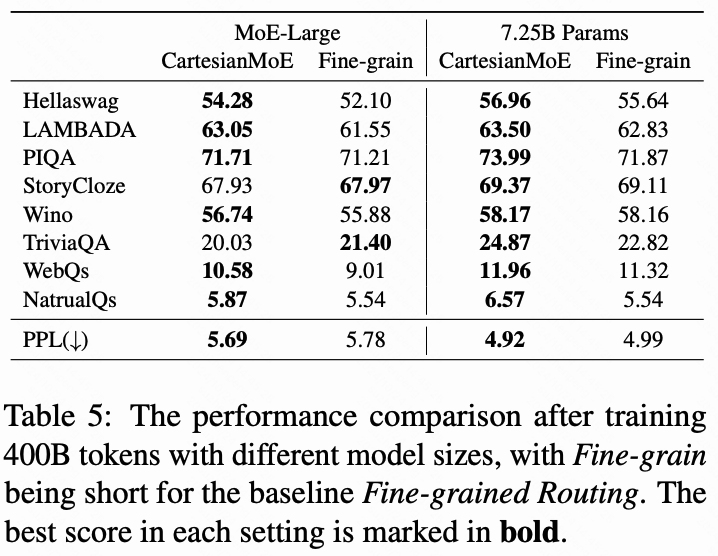 MoE-Large 7.25B Params
CartesianMoE Fine-grain CartesianMoE Fine-grain
Hellaswag 54.28 52.10 56.96 55.64
LAMBADA 63.05 61.55 63.50 62.83
PIQA 71.71 71.21 73.99 71.87
StoryCloze 67.93 67.97 69.37 69.11
Wino 56.74 55.88 58.17 58.16
TriviaQA 20.03 21.40 24.87 22.82
WebQs 10.58 9.01 11.96 11.32
NatrualQs 5.87 5.54 6.57 5.54
PPL(↓) 5.69 5.78 4.92 4.99
Table 5: The performance comparison after training
400B tokens with different model sizes, with Fine-grain
being short for the baseline Fine-grained Routing. The
best score in each setting is marked in bold.